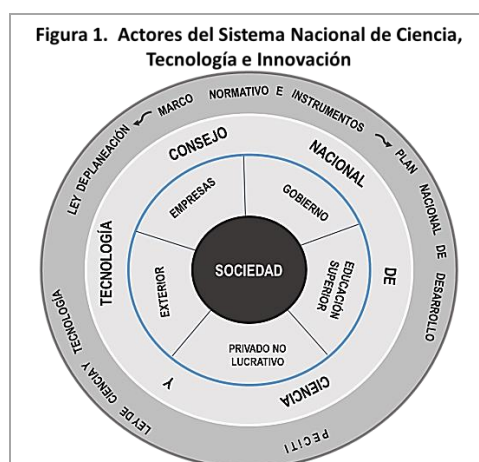 Figura 1. Actores del Sistema Nacional de Ciencia,
Tecnología e Innovación
MARCO NORMATIVO E INSTRUMENTOS
PLAN NACIONAL DE DESARROLLO
PECITI
LEY DE CIENCIA Y TECNOLOGÍA
LEY DE PLANEACIÓN
CONSEJO NACIONAL DE CIENCIA Y TECNOLOGÍA
EMPRESAS
GOBIERNO
EDUCACIÓN
SUPERIOR
PRIVADO NO
LUCRATIVO
EXTERIOR
SOCIEDAD